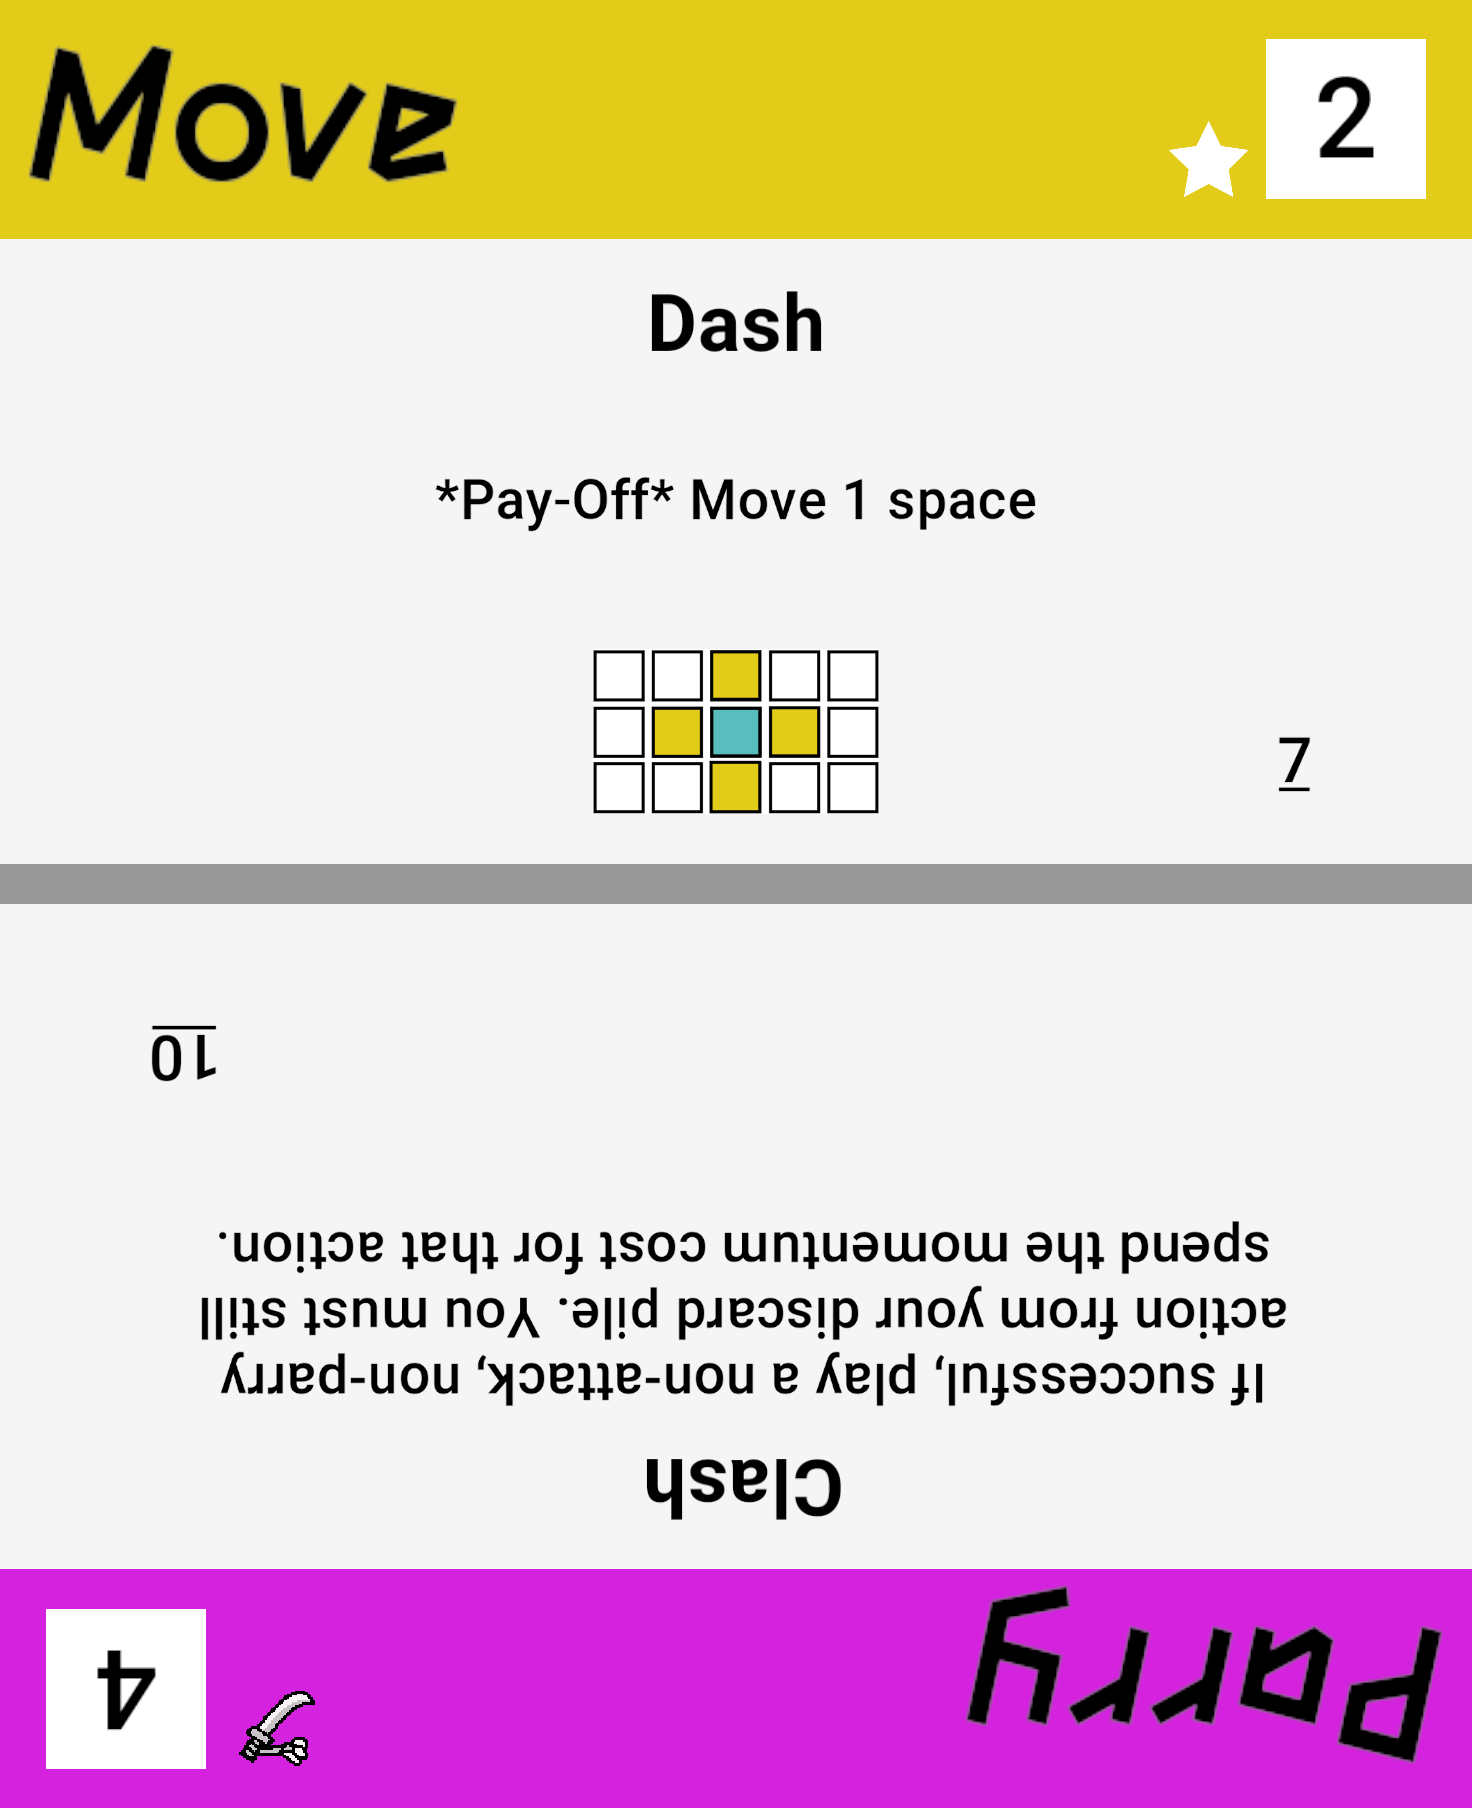 Move
2
Dash
*Pay-Off* Move 1 space
7
Parry
4
Clash
If successful, play a non-attack, non-parry
action from your discard pile. You must still
spend the momentum cost for that action.
10